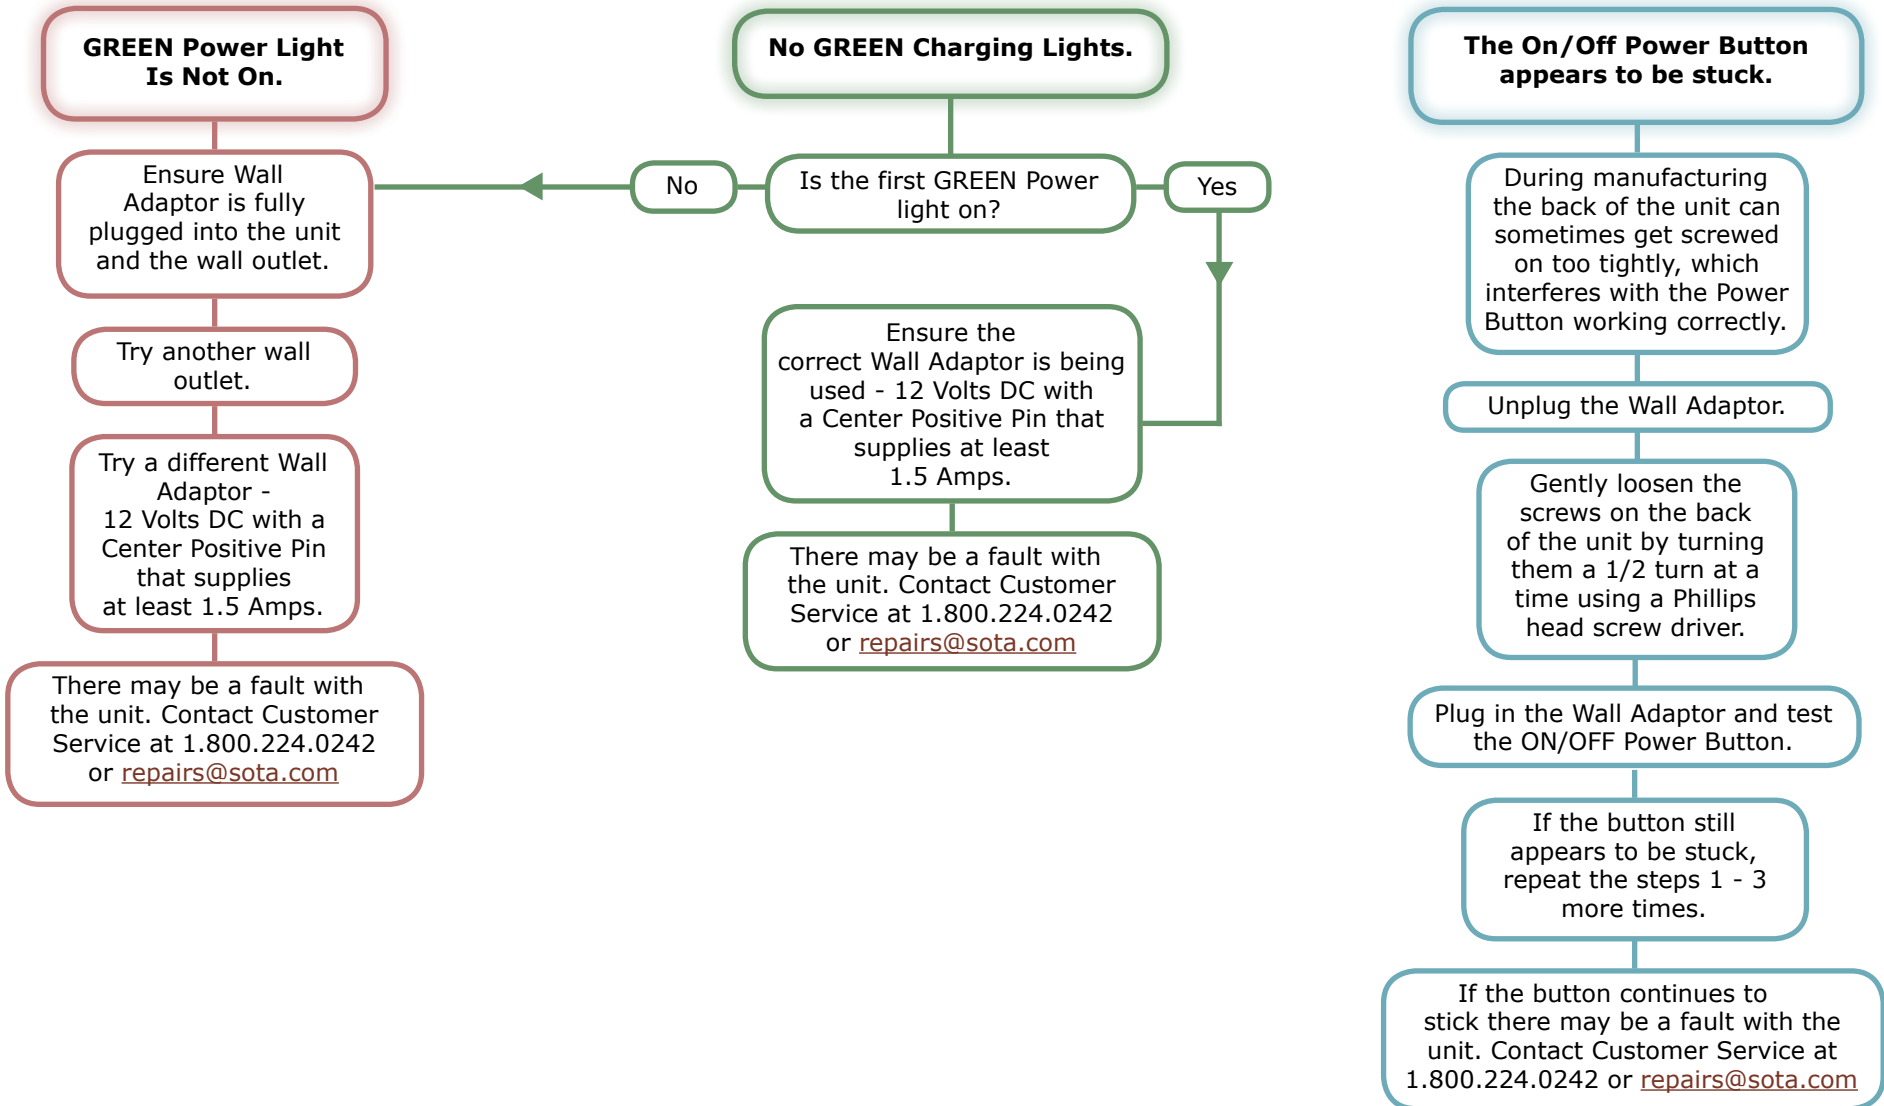 GREEN Power Light
Is Not On.
Ensure Wall
Adaptor is fully
plugged into the unit
and the wall outlet.
Try another wall
outlet.
Try a different Wall
Adaptor -
12 Volts DC with a
Center Positive Pin
that supplies
at least 1.5 Amps.
There may be a fault with
the unit. Contact Customer
Service at 1.800.224.0242
or repairs@sota.com
No GREEN Charging Lights.
Is the first GREEN Power
light on?
No
Yes
Ensure the
correct Wall Adaptor is being
used - 12 Volts DC with
a Center Positive Pin that
supplies at least
1.5 Amps.
There may be a fault with
the unit. Contact Customer
Service at 1.800.224.0242
or repairs@sota.com
The On/Off Power Button
appears to be stuck.
During manufacturing
the back of the unit can
sometimes get screwed
on too tightly, which
interferes with the Power
Button working correctly.
Unplug the Wall Adaptor.
Gently loosen the
screws on the back
of the unit by turning
them a 1/2 turn at a
time using a Phillips
head screw driver.
Plug in the Wall Adaptor and test
the ON/OFF Power Button.
If the button still
appears to be stuck,
repeat the steps 1 - 3
more times.
If the button continues to
stick there may be a fault with the
unit. Contact Customer Service at
1.800.224.0242 or repairs@sota.com